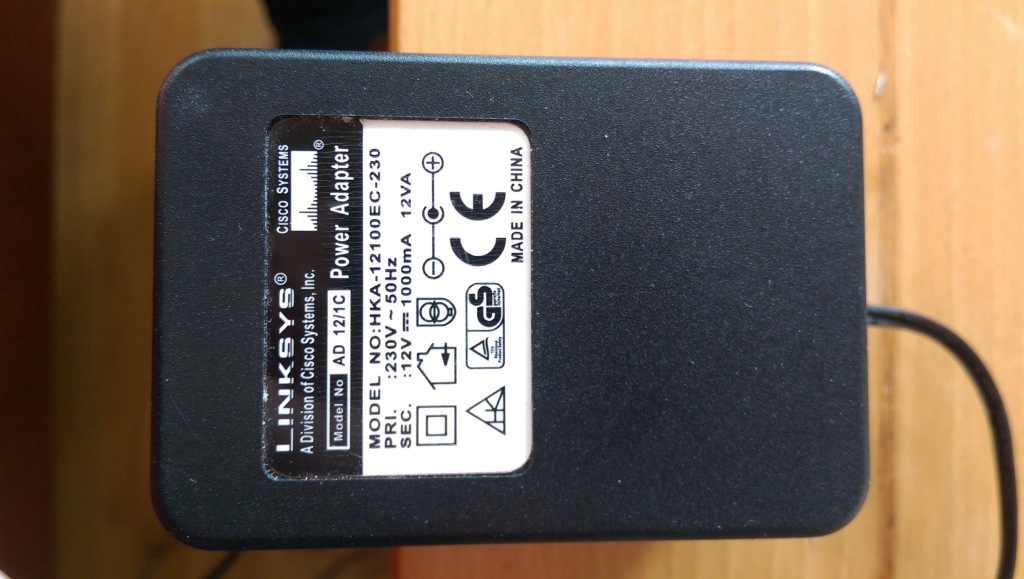 LINKSYS®
A Division of Cisco Systems, Inc.
CISCO SYSTEMS
®
Model No AD 12/1C Power Adapter
MODEL NO:HKA-12100EC-230
PRI. :230V~50Hz
SEC. :12V⎓1000mA 12VA
GS
CE
MADE IN CHINA